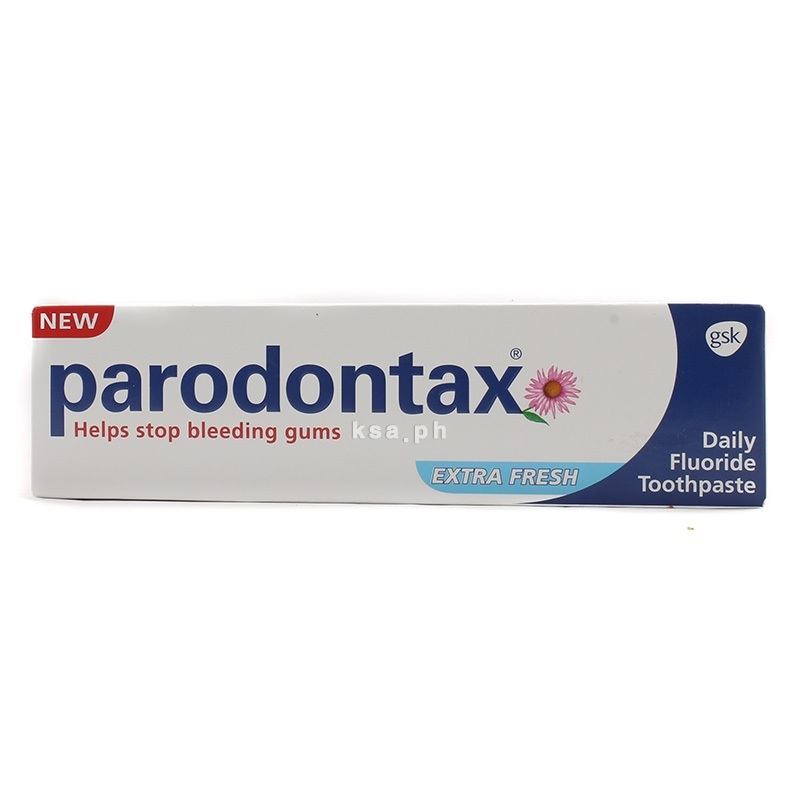 NEW
gsk
parodontax®
Helps stop bleeding gums
ksa.ph
EXTRA FRESH
Daily
Fluoride
Toothpaste